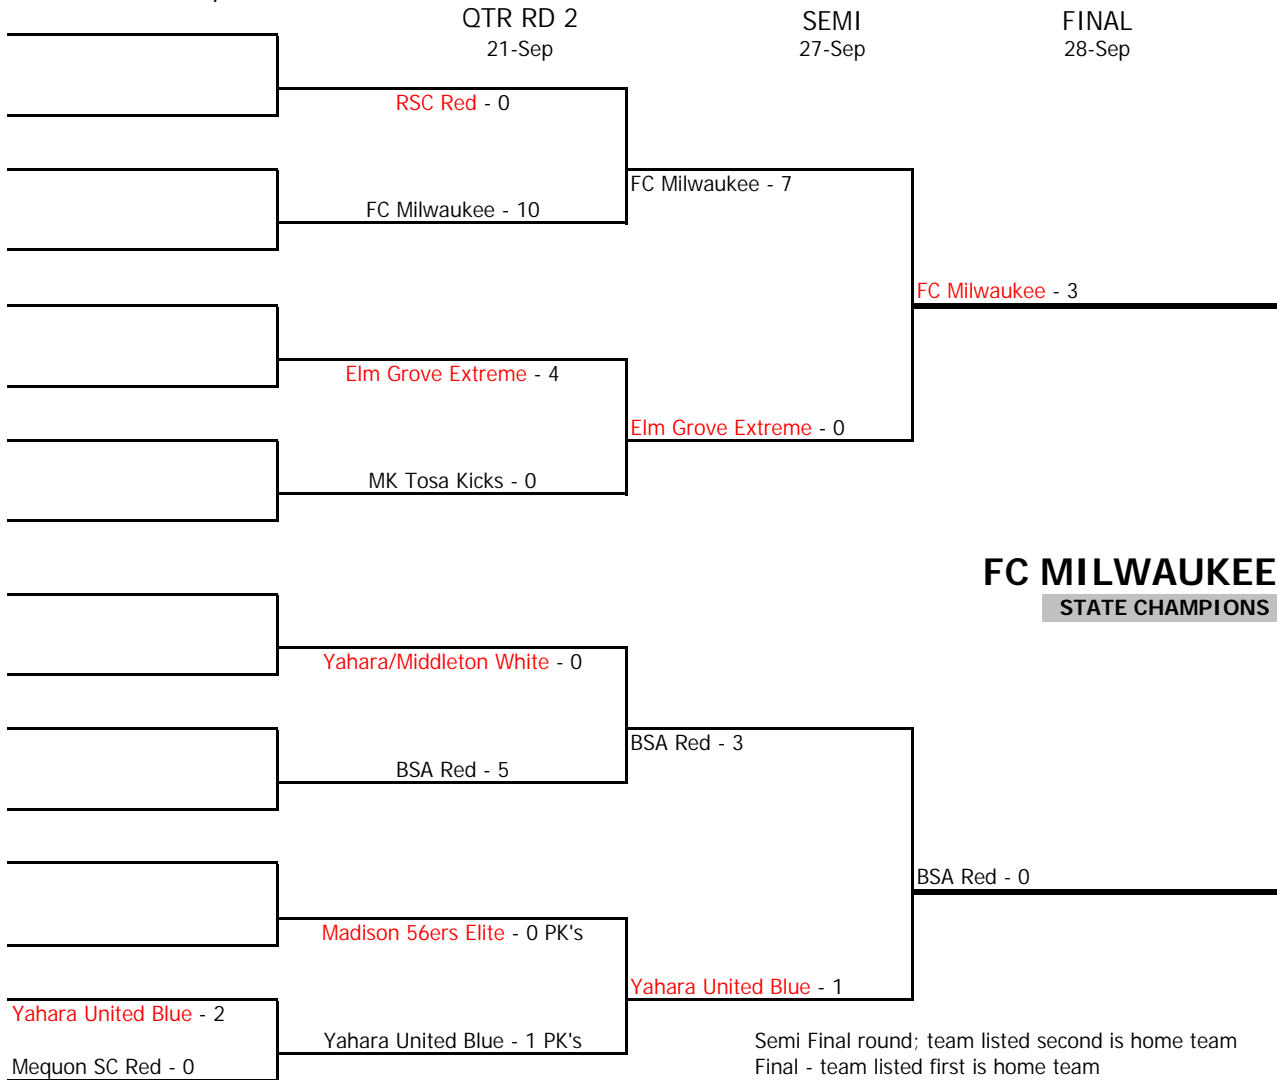 QTR RD 2
SEMI
FINAL
21-Sep
27-Sep
28-Sep
RSC Red - 0
FC Milwaukee - 7
FC Milwaukee - 10
FC Milwaukee - 3
Elm Grove Extreme - 4
Elm Grove Extreme - 0
MK Tosa Kicks - 0
FC MILWAUKEE
STATE CHAMPIONS
Yahara/Middleton White - 0
BSA Red - 3
BSA Red - 5
BSA Red - 0
Madison 56ers Elite - 0 PK's
Yahara United Blue - 1
Yahara United Blue - 2
Yahara United Blue - 1 PK's
Mequon SC Red - 0
Semi Final round; team listed second is home team
Final - team listed first is home team